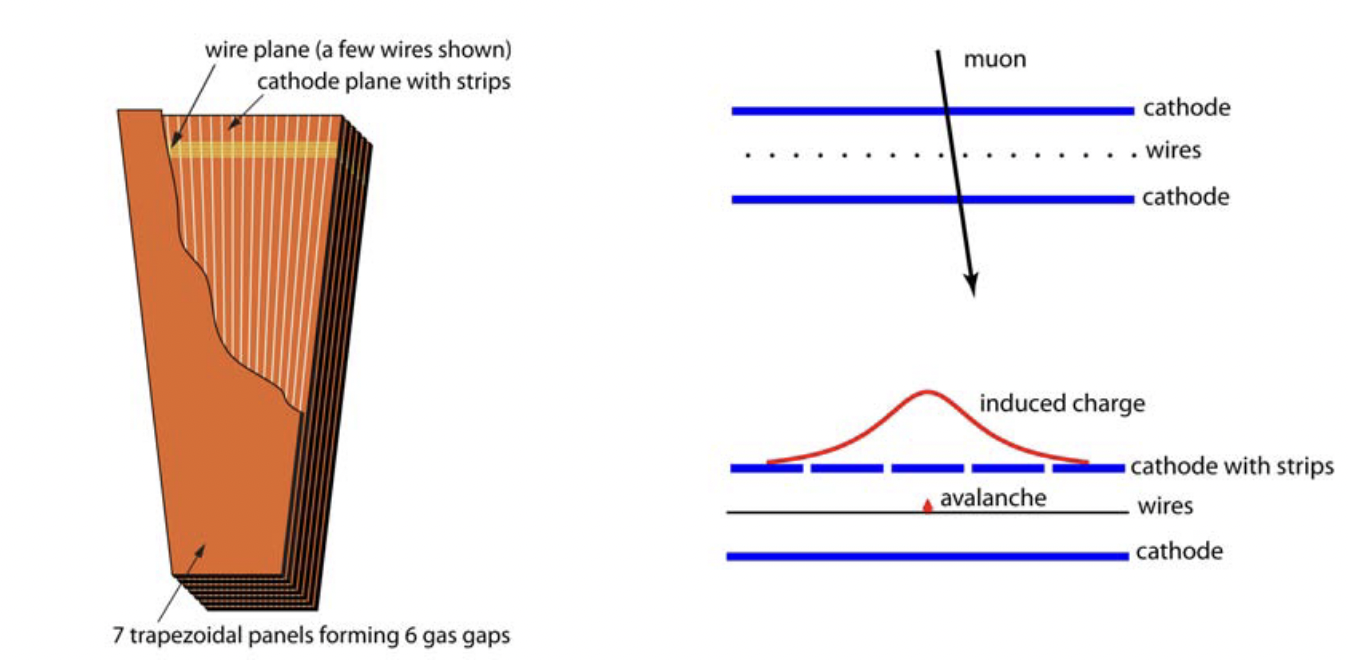 wire plane (a few wires shown)
cathode plane with strips
7 trapezoidal panels forming 6 gas gaps
muon
cathode
wires
cathode
induced charge
cathode with strips
avalanche
wires
cathode